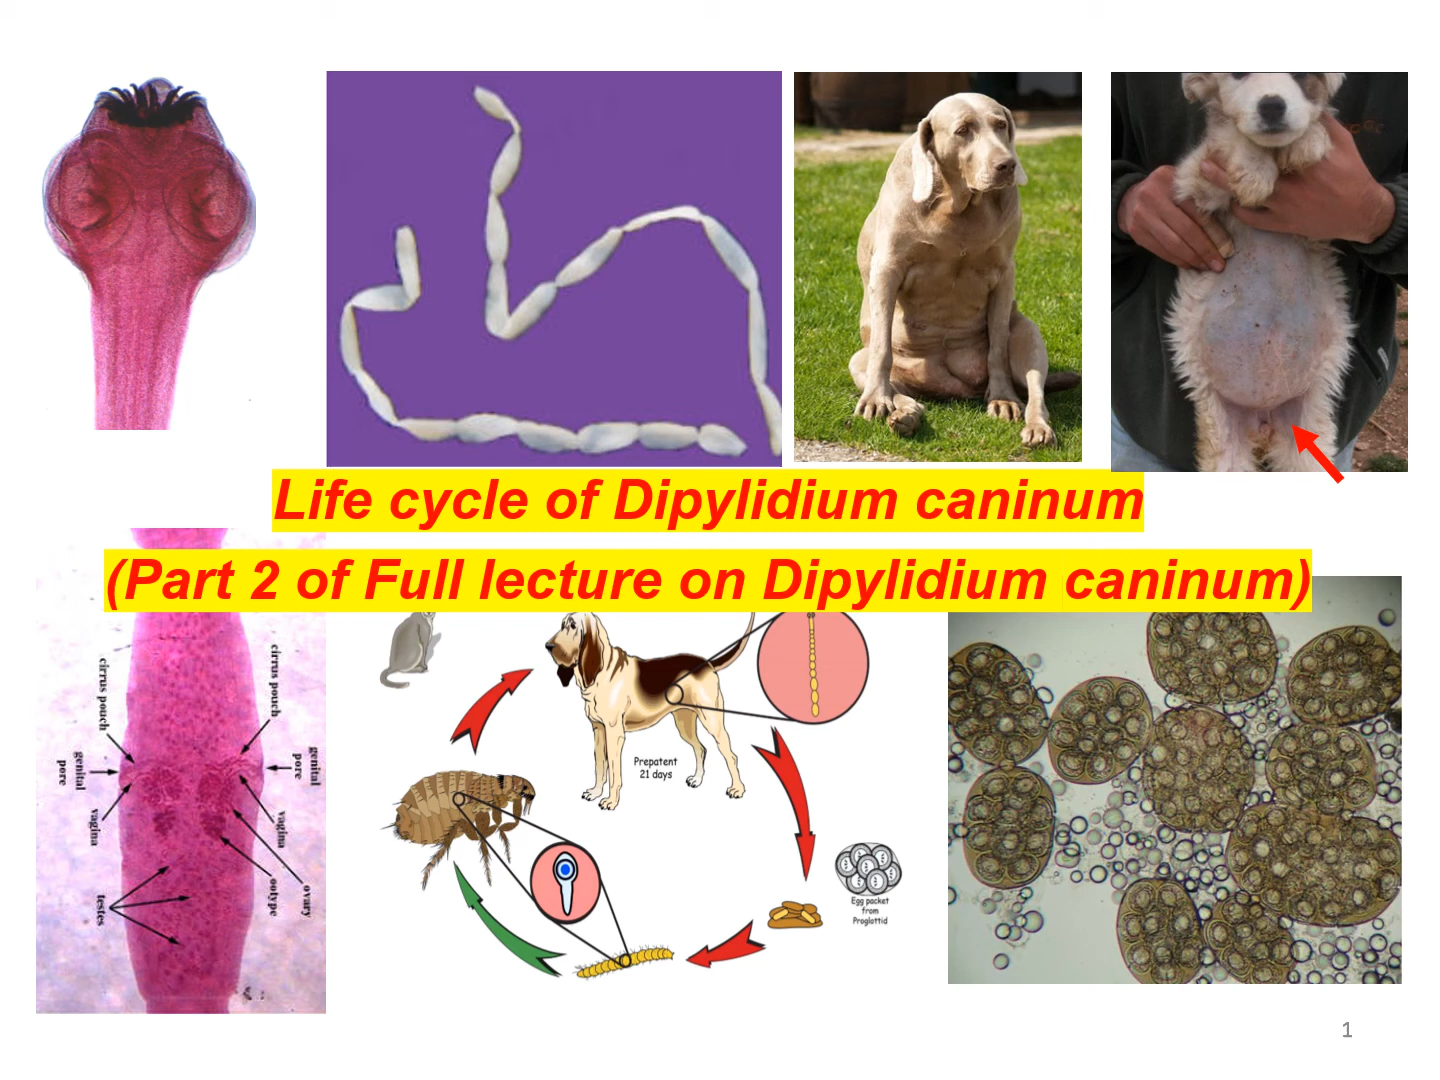 Life cycle of Dipylidium caninum
(Part 2 of Full lecture on Dipylidium caninum)
cirrus pouch
cirrus pouch
genital
pore
genital
pore
vagina
vagina
testes
ootype
ovary
Prepatent
21 days
Egg packet
from
Proglottid
1